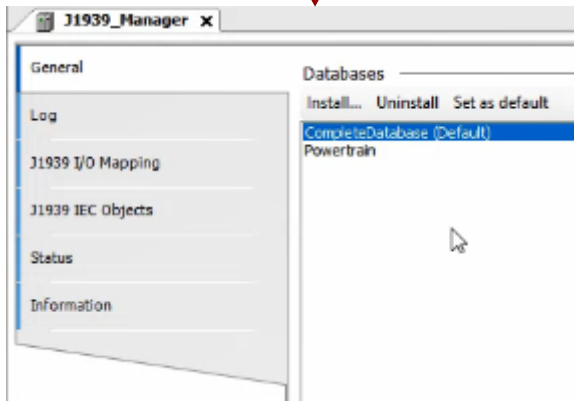 J1939_Manager x
General
Log
J1939 I/O Mapping
J1939 IEC Objects
Status
Information
Databases
Install... Uninstall Set as default
CompleteDatabase (Default)
Powertrain